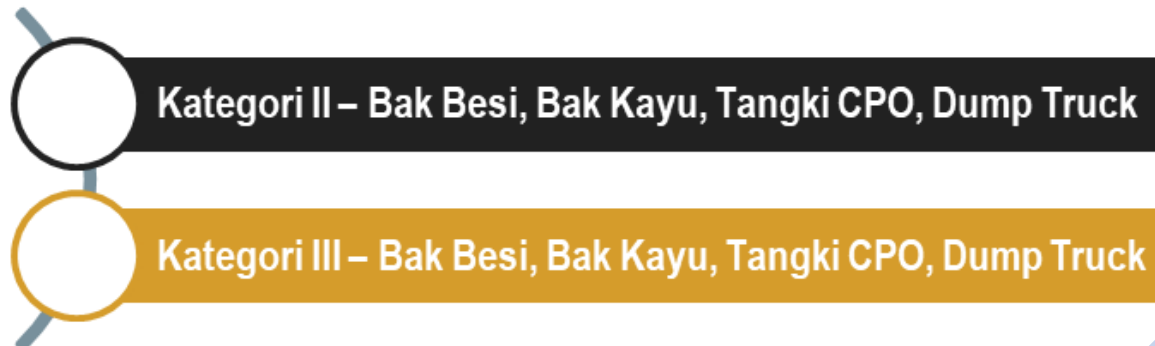 Kategori II – Bak Besi, Bak Kayu, Tangki CPO, Dump Truck
Kategori III – Bak Besi, Bak Kayu, Tangki CPO, Dump Truck